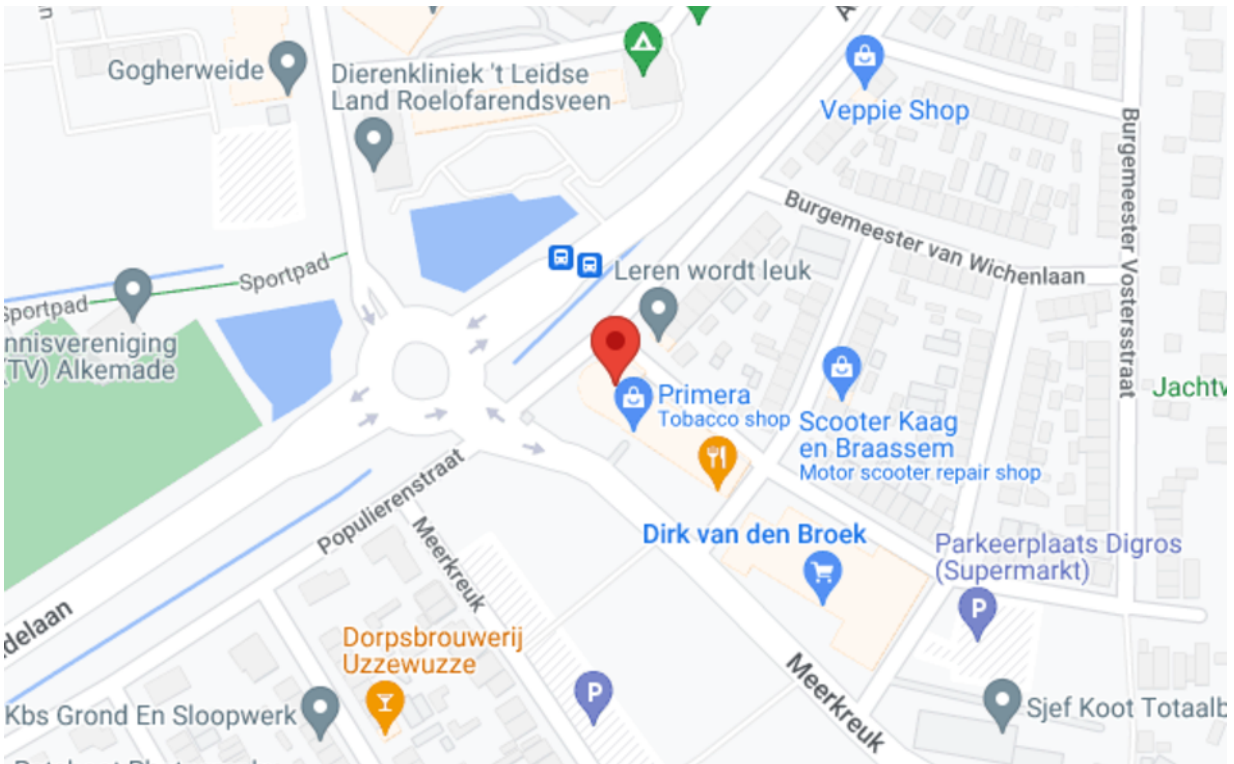 Gogherweide
Dierenkliniek 't Leidse
Land Roelofarendsveen
Veppie Shop
Burgemeester Vostersstraat
Burgemeester van Wichenlaan
Sportpad
Sportpad
Leren wordt leuk
nnisvereniging
(TV) Alkemade
Primera
Tobacco shop
Scooter Kaag
en Braassem
Motor scooter repair shop
Jachtw
Populierenstraat
Meerkreuk
Dirk van den Broek
Parkeerplaats Digros
(Supermarkt)
P
delaan
Dorpsbrouwerij
Uzzewuzze
P
Meerkreuk
Kbs Grond En Sloopwerk
Sjef Koot Totaalb